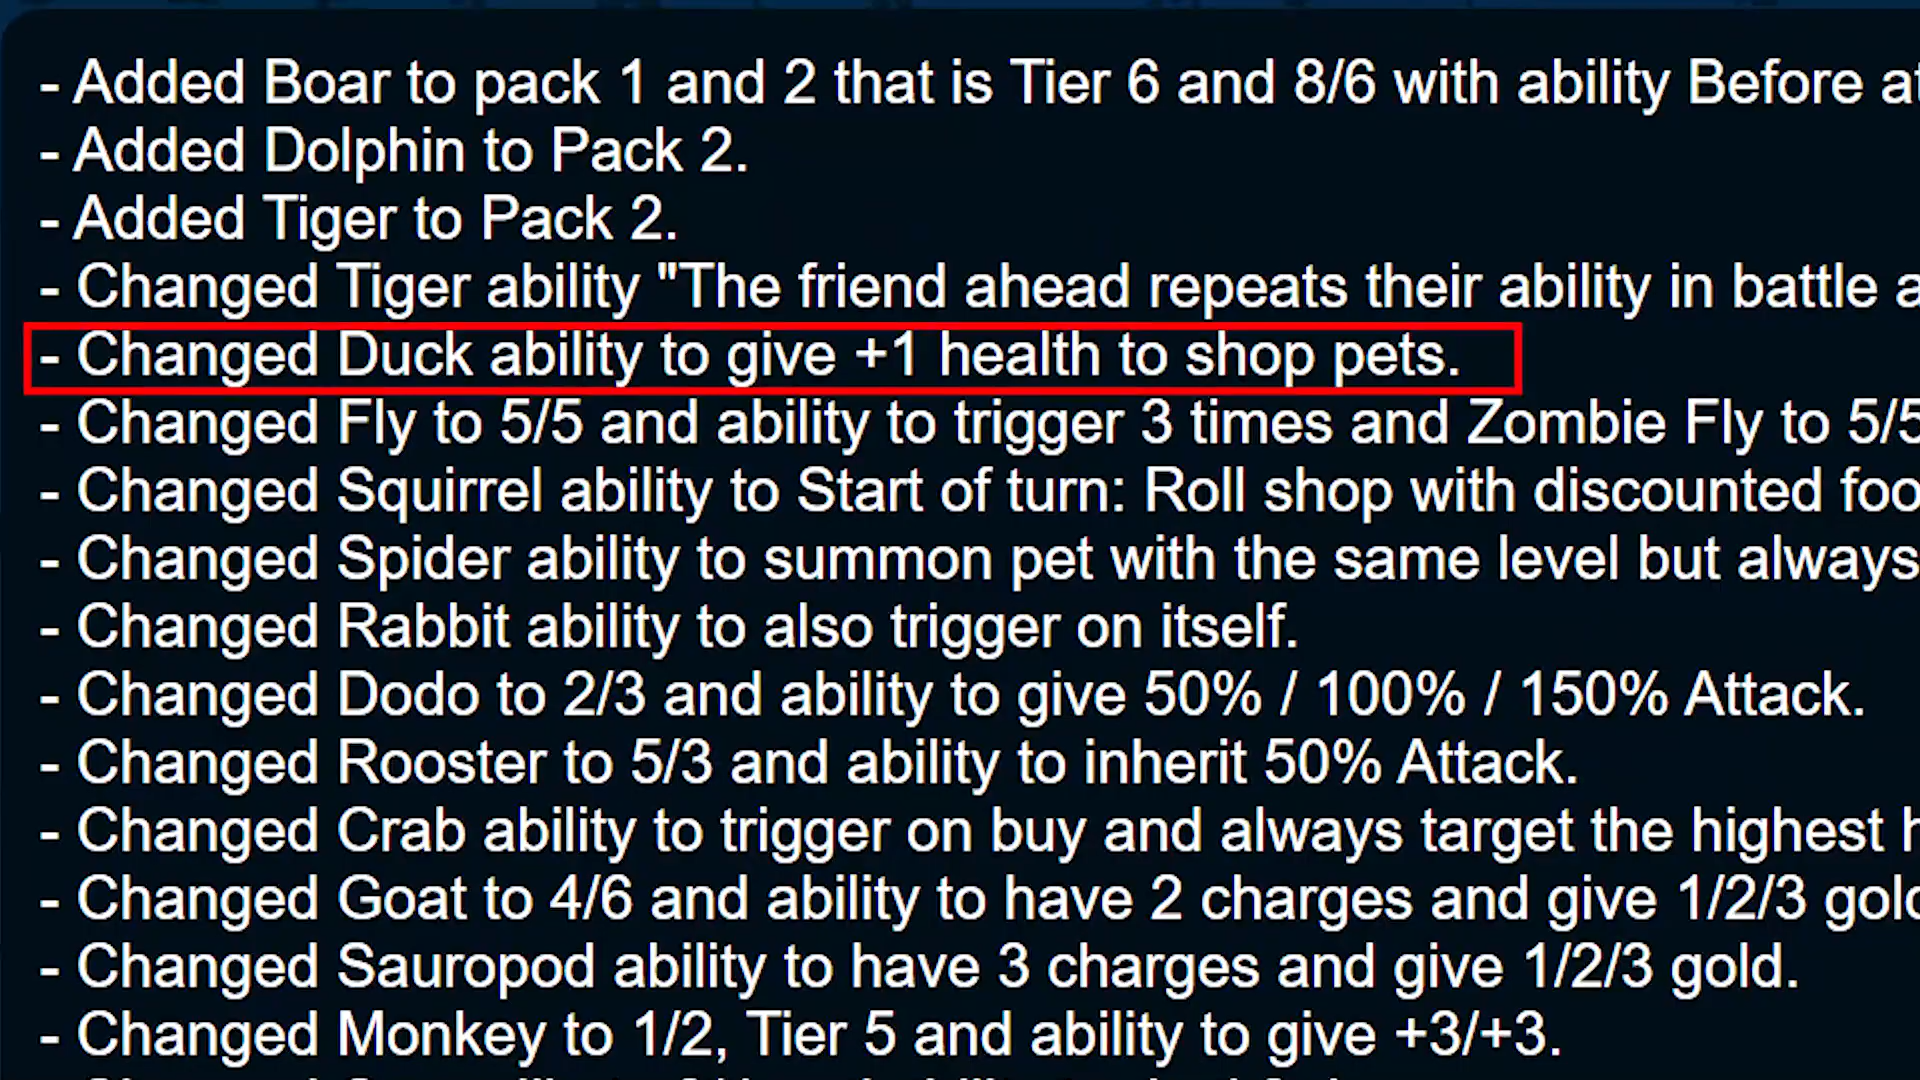 - Added Boar to pack 1 and 2 that is Tier 6 and 8/6 with ability Before
- Added Dolphin to Pack 2.
- Added Tiger to Pack 2.
- Changed Tiger ability "The friend ahead repeats their ability in battle
- Changed Duck ability to give +1 health to shop pets.
- Changed Fly to 5/5 and ability to trigger 3 times and Zombie Fly to 5/5
- Changed Squirrel ability to Start of turn: Roll shop with discounted foo
- Changed Spider ability to summon pet with the same level but always
- Changed Rabbit ability to also trigger on itself.
- Changed Dodo to 2/3 and ability to give 50% / 100% / 150% Attack.
- Changed Rooster to 5/3 and ability to inherit 50% Attack.
- Changed Crab ability to trigger on buy and always target the highest
- Changed Goat to 4/6 and ability to have 2 charges and give 1/2/3 gold
- Changed Sauropod ability to have 3 charges and give 1/2/3 gold.
- Changed Monkey to 1/2, Tier 5 and ability to give +3/+3.